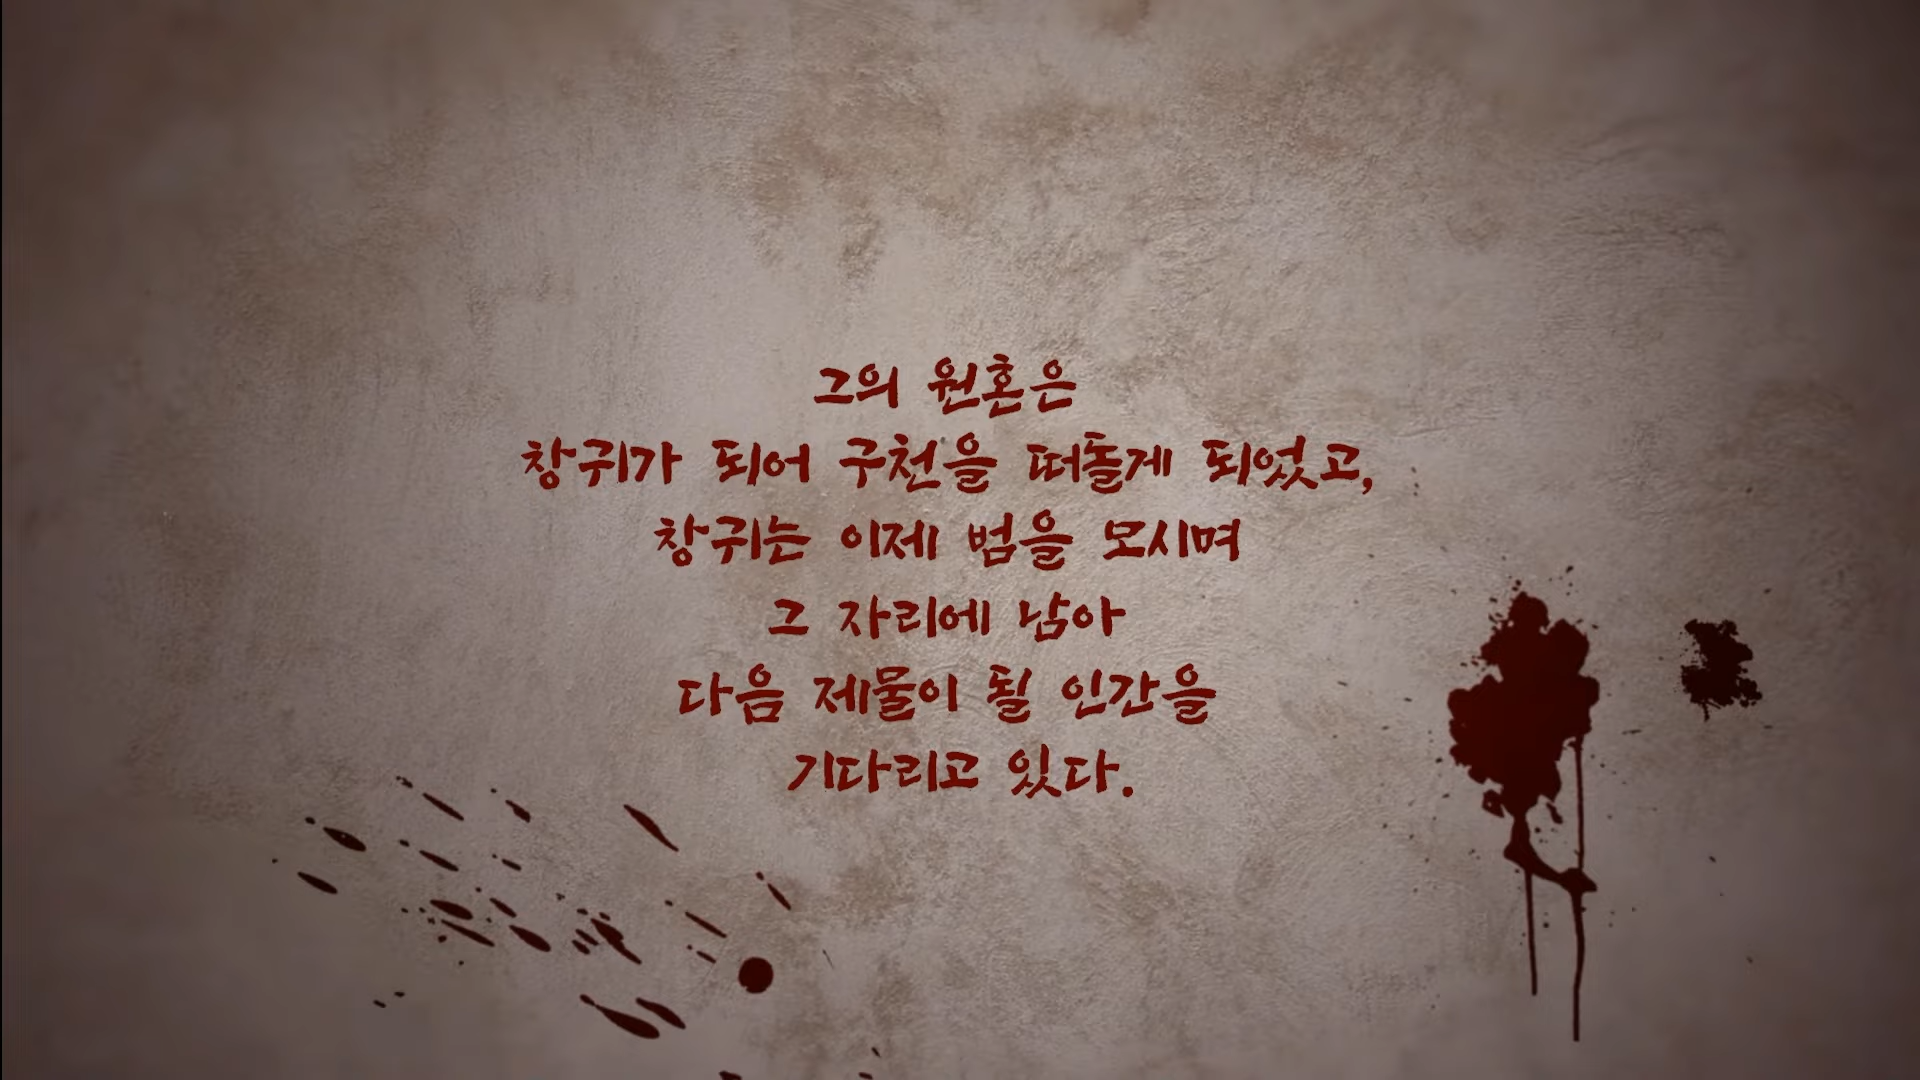 그의 원혼은
창귀가 되어 구천을 떠돌게 되었고,
창귀는 이제 범을 모시며
그 자리에 남아
다음 제물이 될 인간을
기다리고 있다.